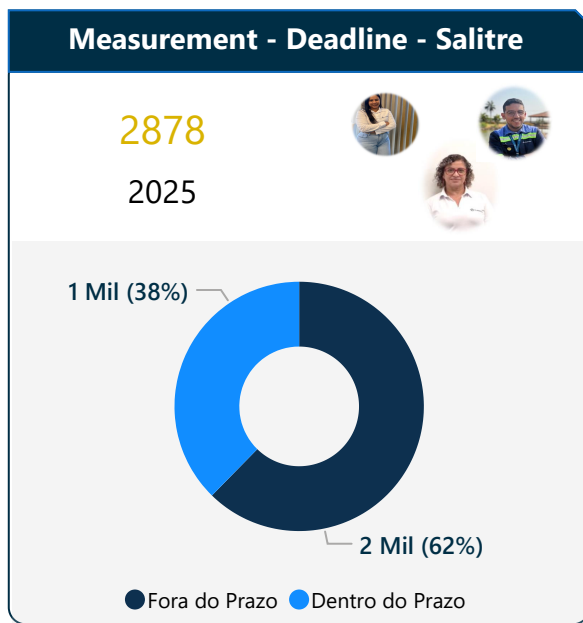 Measurement - Deadline - Salitre
2878
2025
1 Mil (38%)
2 Mil (62%)
Fora do Prazo
Dentro do Prazo